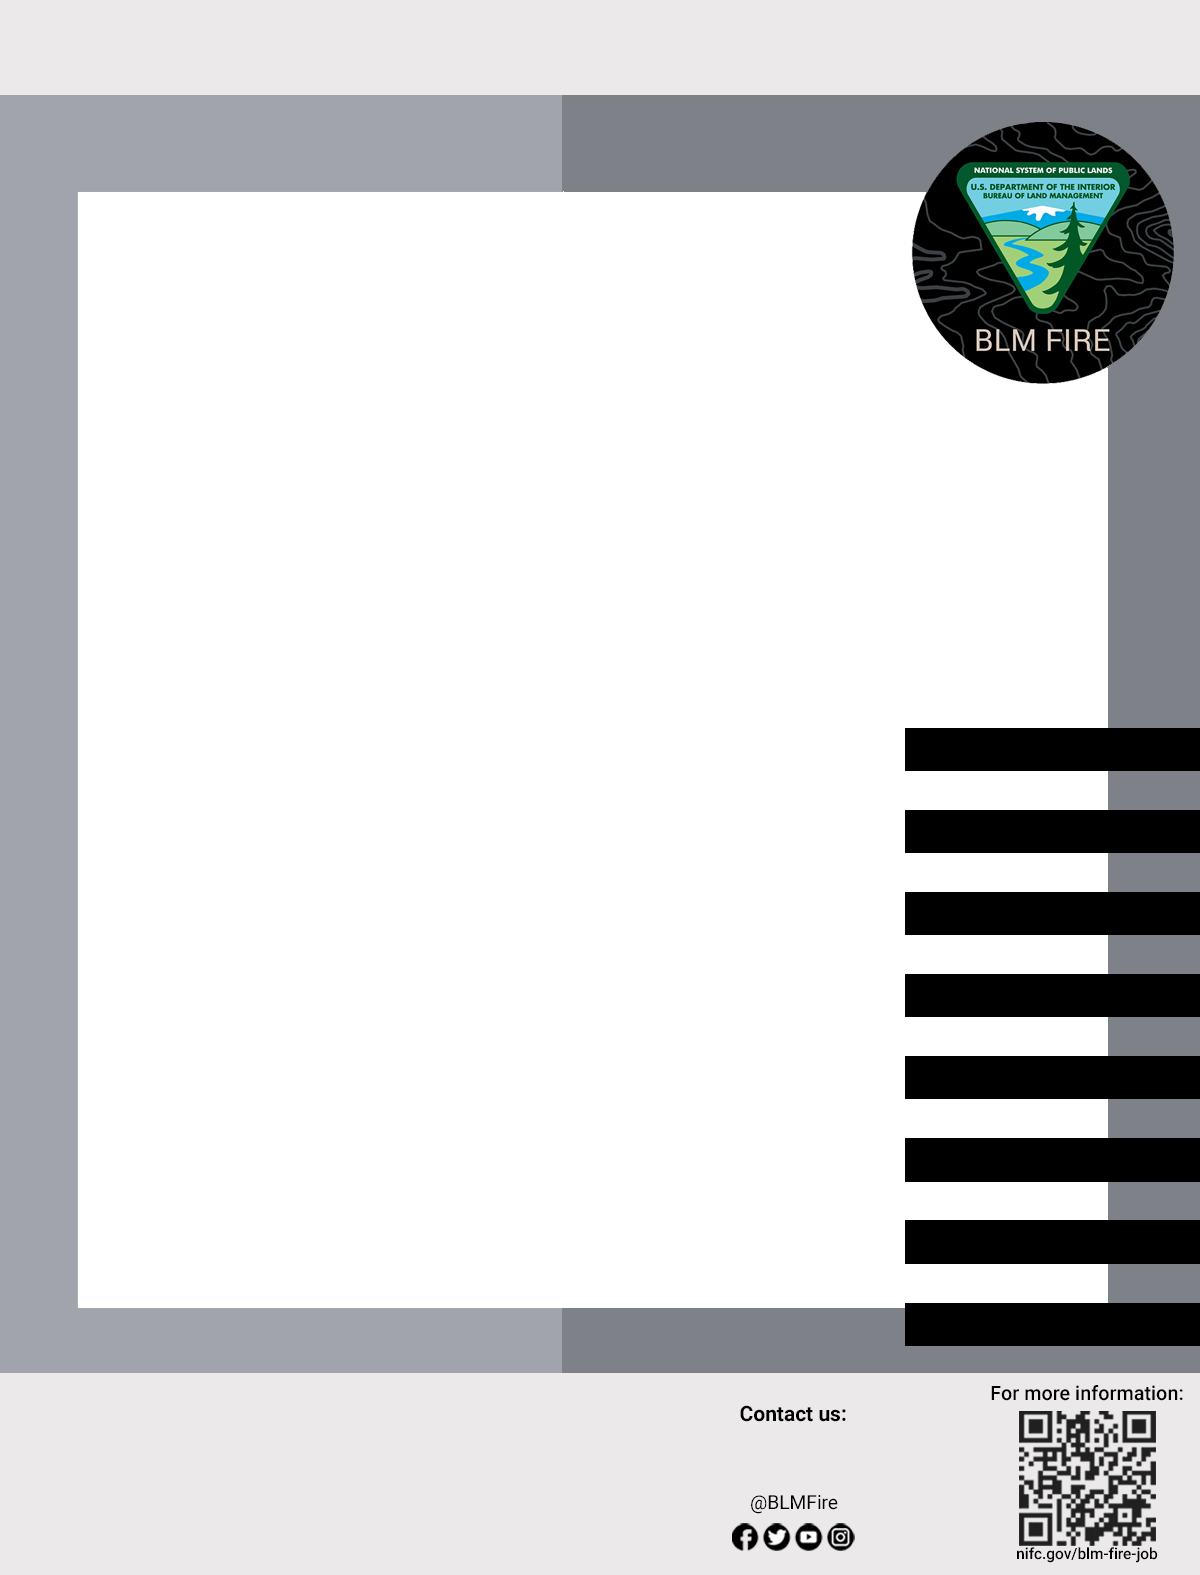 NATIONAL SYSTEM OF PUBLIC LANDS
U.S. DEPARTMENT OF THE INTERIOR
BUREAU OF LAND MANAGEMENT
BLM FIRE
For more information:
Contact us:
@BLMFire
nifc.gov/blm-fire-job